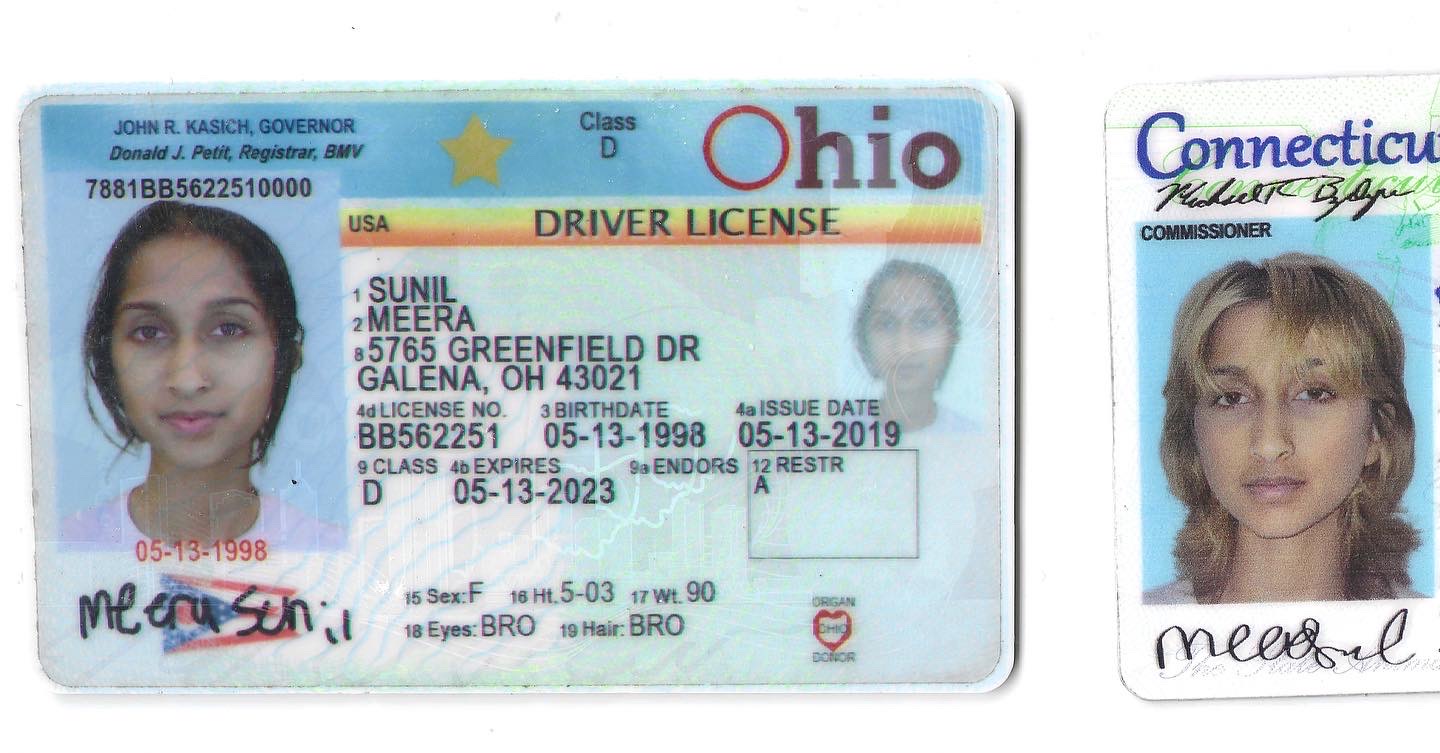 JOHN R. KASICH, GOVERNOR
Donald J. Petit, Registrar, BMV
Class
D
Ohio
7881BB5622510000
USA
DRIVER LICENSE
1 SUNIL
2 MEERA
8 5765 GREENFIELD DR
GALENA, OH 43021
4d LICENSE NO. 3 BIRTHDATE 4a ISSUE DATE
BB562251 05-13-1998 05-13-2019
9 CLASS 4b EXPIRES 9a ENDORS 12 RESTR
D 05-13-2023 A
05-13-1998
Meera Sunil
15 Sex: F 16 Ht. 5-03 17 Wt. 90
18 Eyes: BRO 19 Hair: BRO
ORGAN
OHIO
DONOR
Connecticu
COMMISSIONER